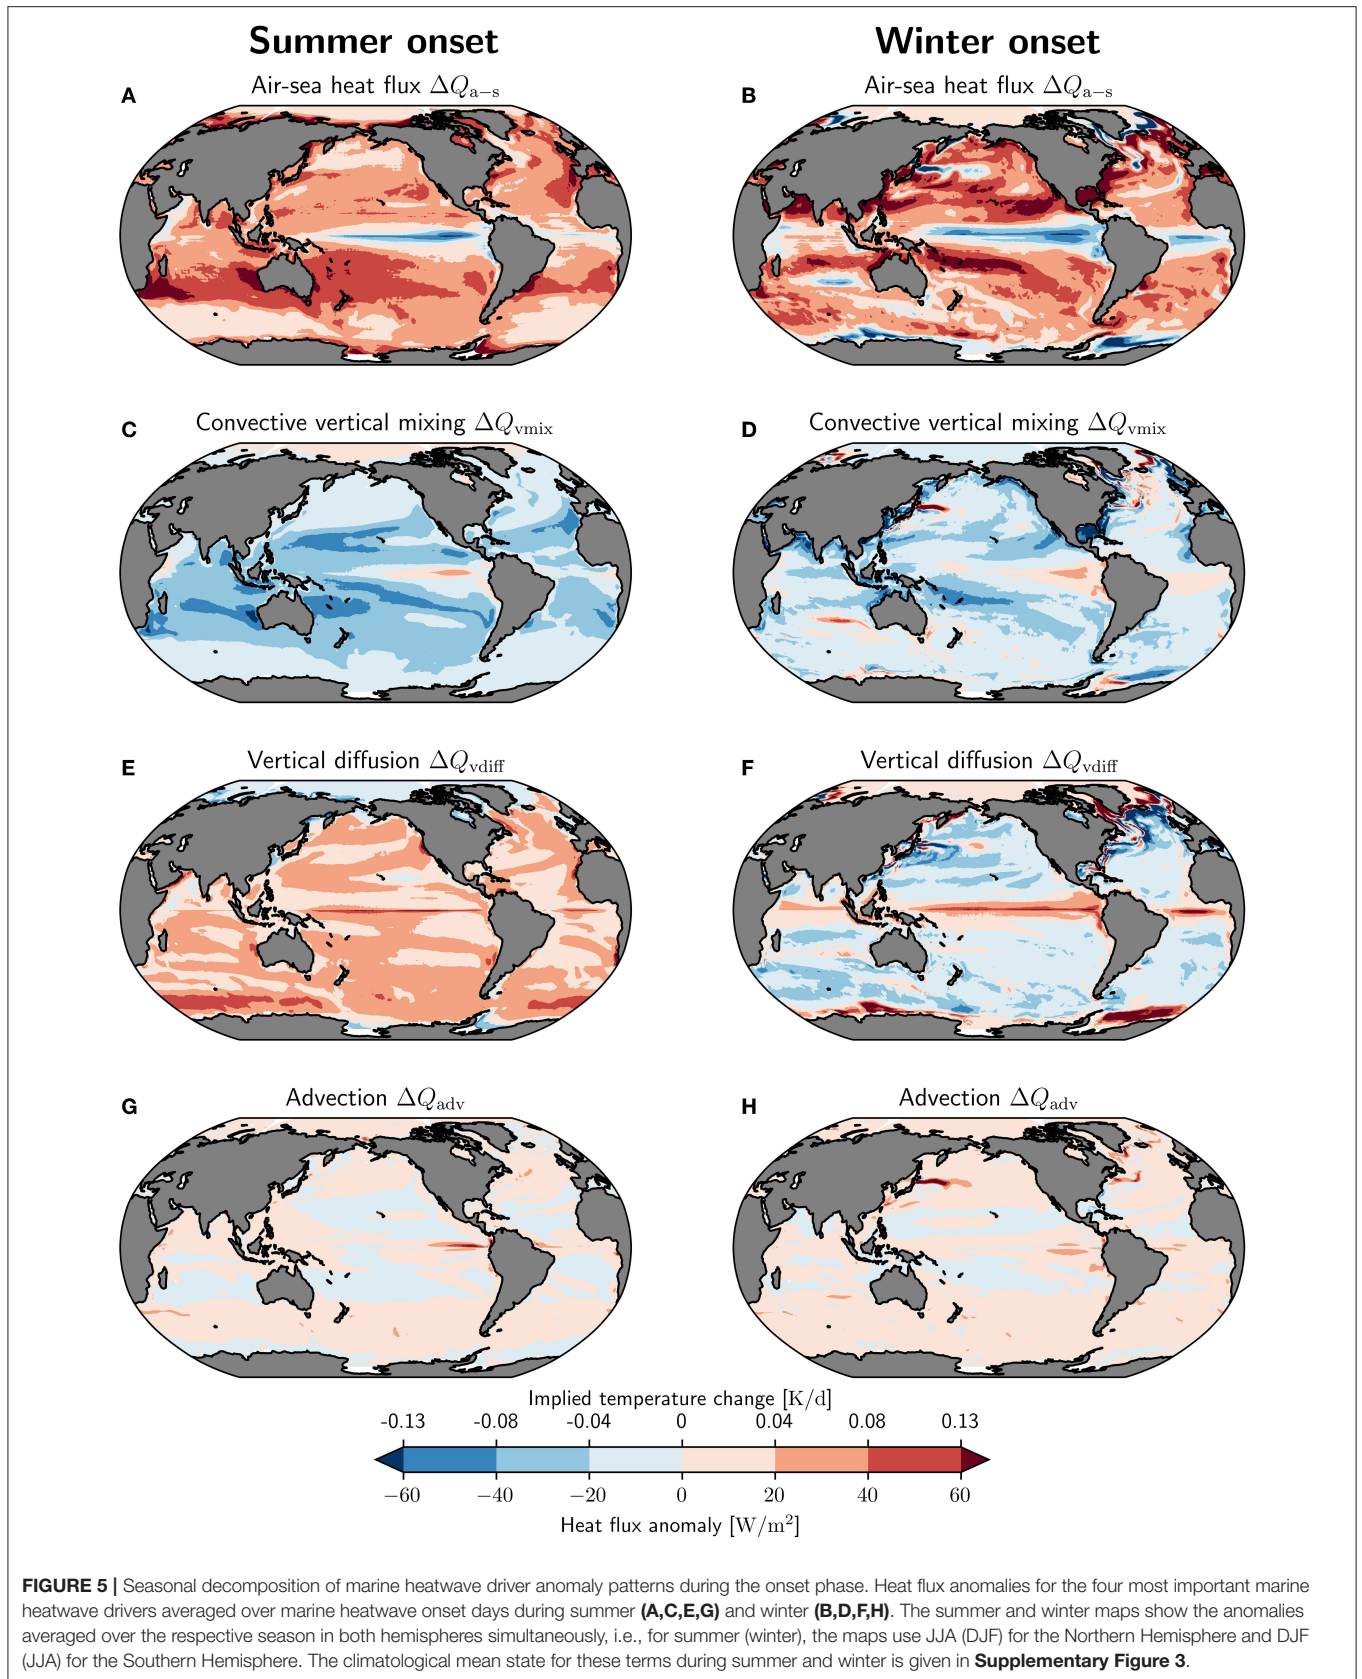 Summer onset
Winter onset
A
Air-sea heat flux ΔQa−s
B
Air-sea heat flux ΔQa−s
C
Convective vertical mixing ΔQvmix
D
Convective vertical mixing ΔQvmix
E
Vertical diffusion ΔQvdiff
F
Vertical diffusion ΔQvdiff
G
Advection ΔQadv
H
Advection ΔQadv
Implied temperature change [K/d]
-0.13 -0.08 -0.04 0 0.04 0.08 0.13
−60 −40 −20 0 20 40 60
Heat flux anomaly [W/m²]
FIGURE 5 | Seasonal decomposition of marine heatwave driver anomaly patterns during the onset phase. Heat flux anomalies for the four most important marine
heatwave drivers averaged over marine heatwave onset days during summer (A,C,E,G) and winter (B,D,F,H). The summer and winter maps show the anomalies
averaged over the respective season in both hemispheres simultaneously, i.e., for summer (winter), the maps use JJA (DJF) for the Northern Hemisphere and DJF
(JJA) for the Southern Hemisphere. The climatological mean state for these terms during summer and winter is given in Supplementary Figure 3.